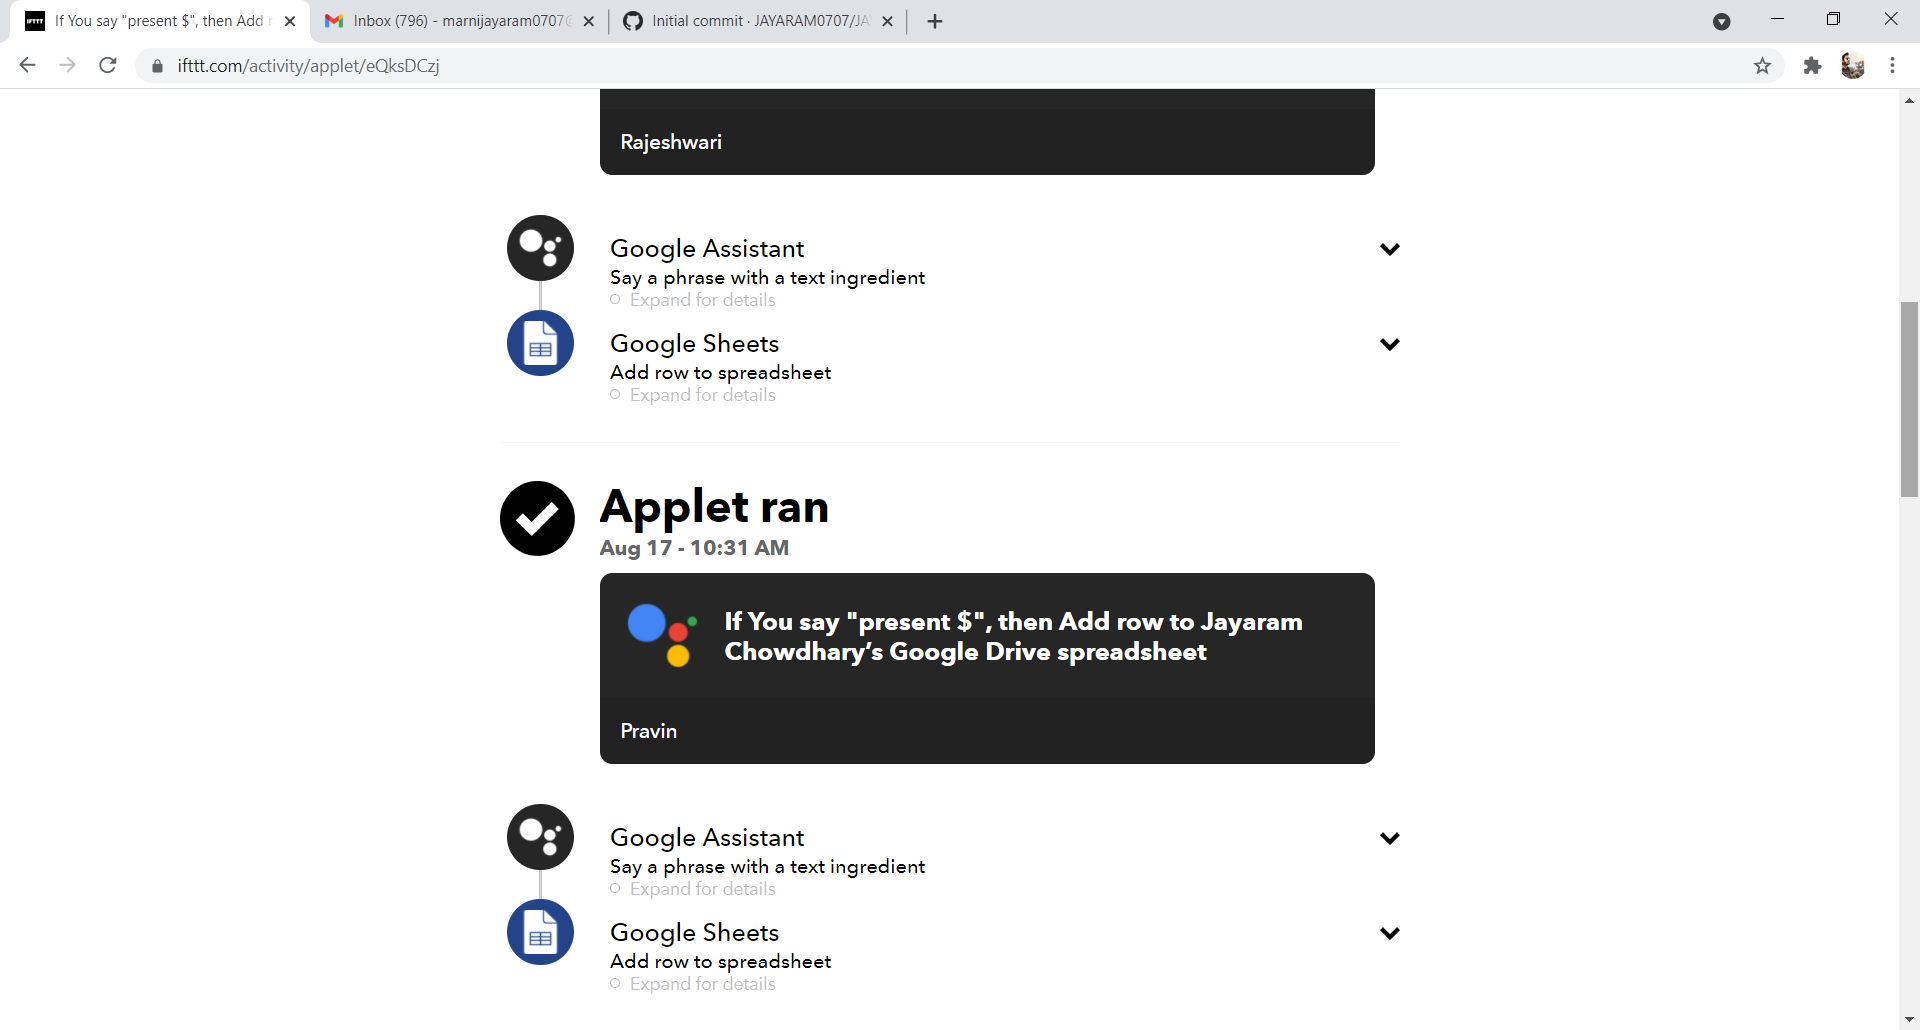 IFTTT
If You say "present $", then Add r
Inbox (796) - marnijayaram0707@
Initial commit · JAYARAM0707/JA
ifttt.com/activity/applet/eQksDCzj
Rajeshwari
Google Assistant
Say a phrase with a text ingredient
Expand for details
Google Sheets
Add row to spreadsheet
Expand for details
Applet ran
Aug 17 - 10:31 AM
If You say "present $", then Add row to Jayaram
Chowdhary’s Google Drive spreadsheet
Pravin
Google Assistant
Say a phrase with a text ingredient
Expand for details
Google Sheets
Add row to spreadsheet
Expand for details